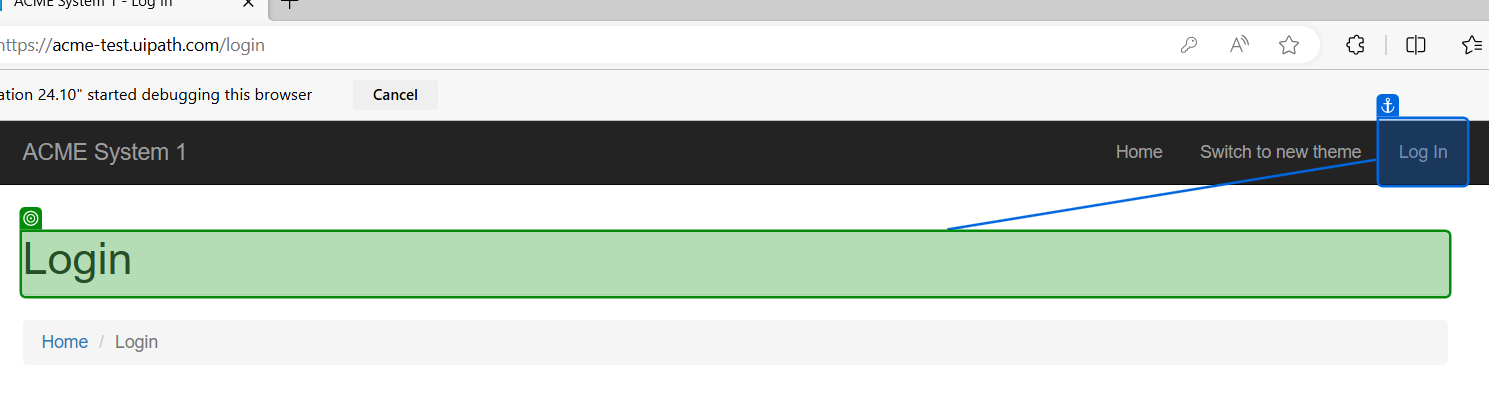 ACME System 1 - Log In
https://acme-test.uipath.com/login
ation 24.10" started debugging this browser Cancel
ACME System 1 Home Switch to new theme Log In
Login
Home / Login